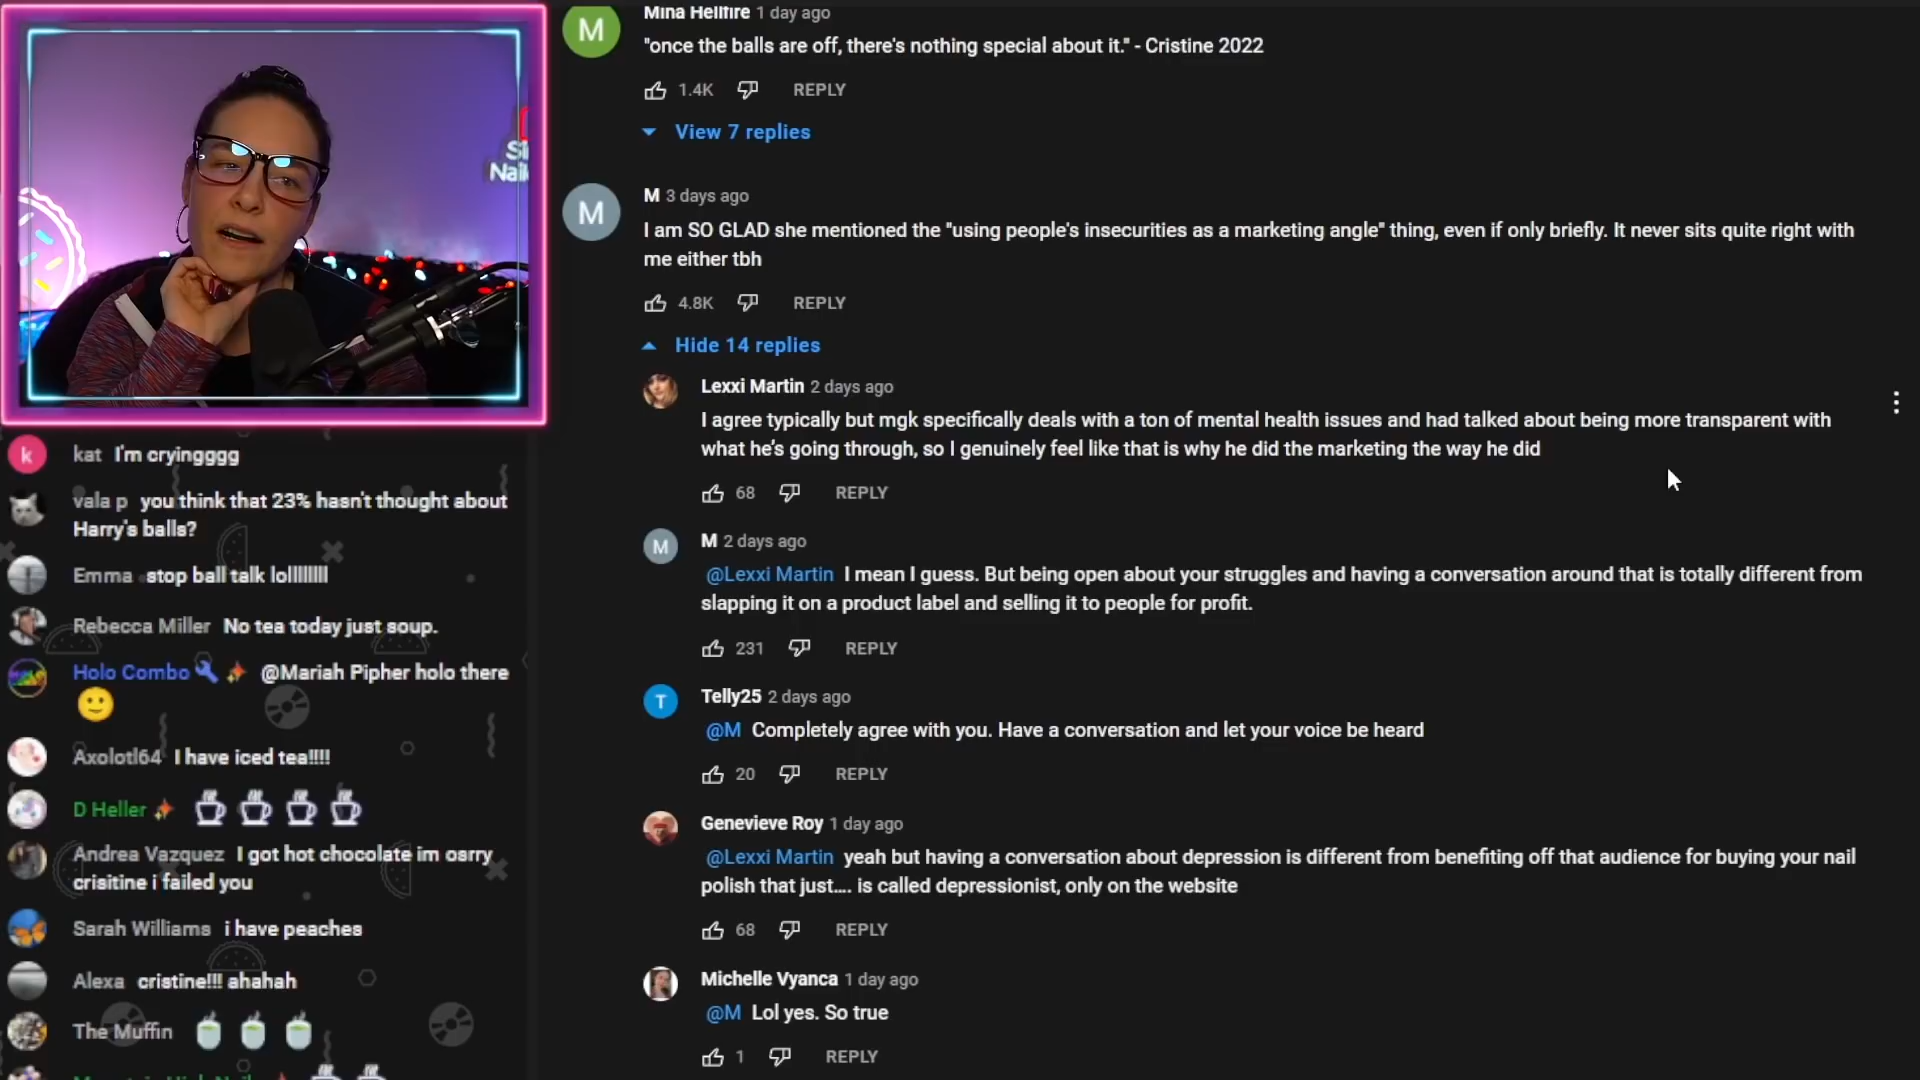 Mina Hellfire 1 day ago
"once the balls are off, there's nothing special about it." - Cristine 2022
1.4K REPLY
View 7 replies
M 3 days ago
I am SO GLAD she mentioned the "using people's insecurities as a marketing angle" thing, even if only briefly. It never sits quite right with
me either tbh
4.8K REPLY
Hide 14 replies
Lexxi Martin 2 days ago
I agree typically but mgk specifically deals with a ton of mental health issues and had talked about being more transparent with
what he's going through, so I genuinely feel like that is why he did the marketing the way he did
68 REPLY
M 2 days ago
@Lexxi Martin I mean I guess. But being open about your struggles and having a conversation around that is totally different from
slapping it on a product label and selling it to people for profit.
231 REPLY
Telly25 2 days ago
@M Completely agree with you. Have a conversation and let your voice be heard
20 REPLY
Genevieve Roy 1 day ago
@Lexxi Martin yeah but having a conversation about depression is different from benefiting off that audience for buying your nail
polish that just.... is called depressionist, only on the website
68 REPLY
Michelle Vyanca 1 day ago
@M Lol yes. So true
1 REPLY
M
M
M
T
k
kat I'm cryingggg
vala p you think that 23% hasn't thought about
Harry's balls?
Emma stop ball talk lolllllllll
Rebecca Miller No tea today just soup.
Holo Combo @Mariah Pipher holo there
Axolotl64 I have iced tea!!!!
D Heller
Andrea Vazquez I got hot chocolate im osrry
crisitine i failed you
Sarah Williams i have peaches
Alexa cristine!!! ahahah
The Muffin